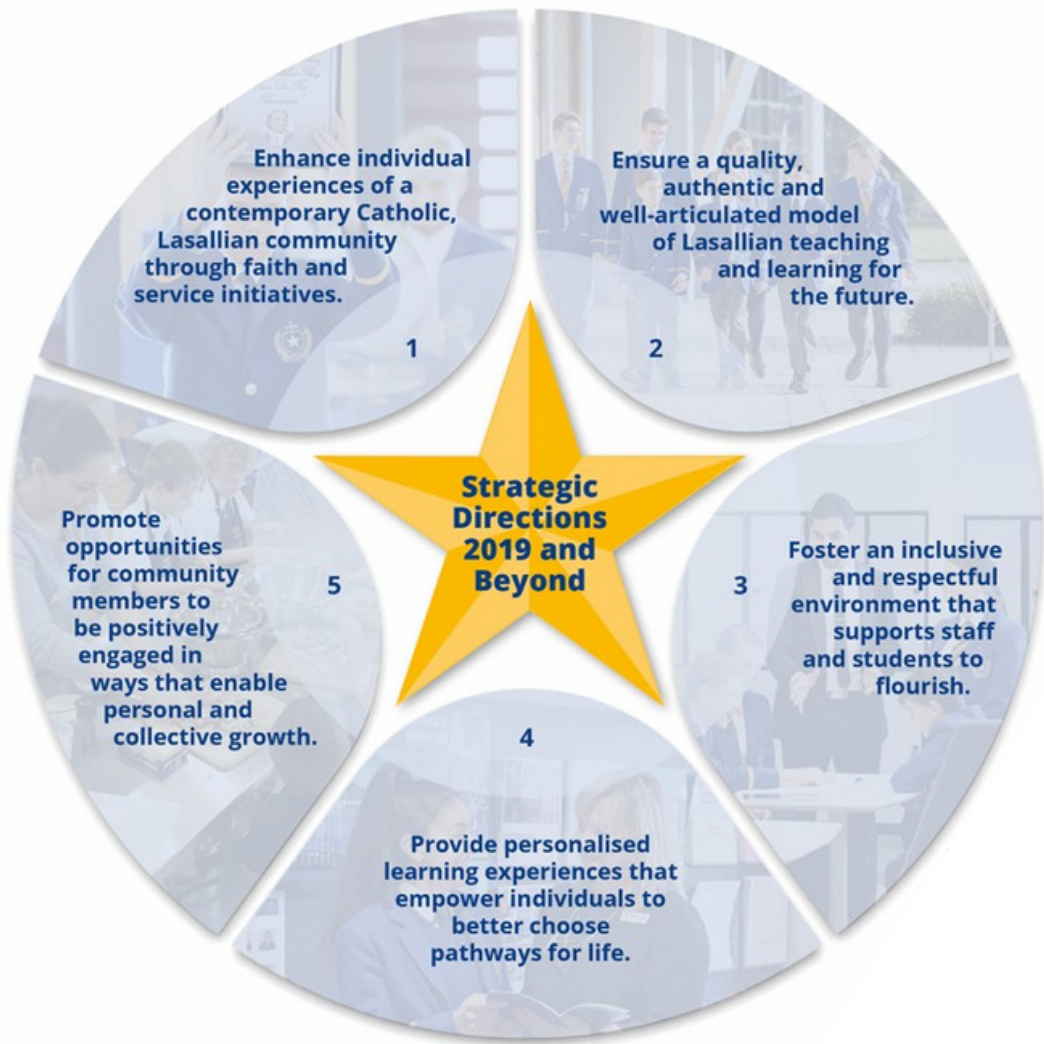 Enhance individual
experiences of a
contemporary Catholic,
Lasallian community
through faith and
service initiatives.
1
Ensure a quality,
authentic and
well-articulated model
of Lasallian teaching
and learning for
the future.
2
Strategic
Directions
2019 and
Beyond
3
Foster an inclusive
and respectful
environment that
supports staff
and students to
flourish.
4
Provide personalised
learning experiences that
empower individuals to
better choose
pathways for life.
5
Promote
opportunities
for community
members to
be positively
engaged in
ways that enable
personal and
collective growth.